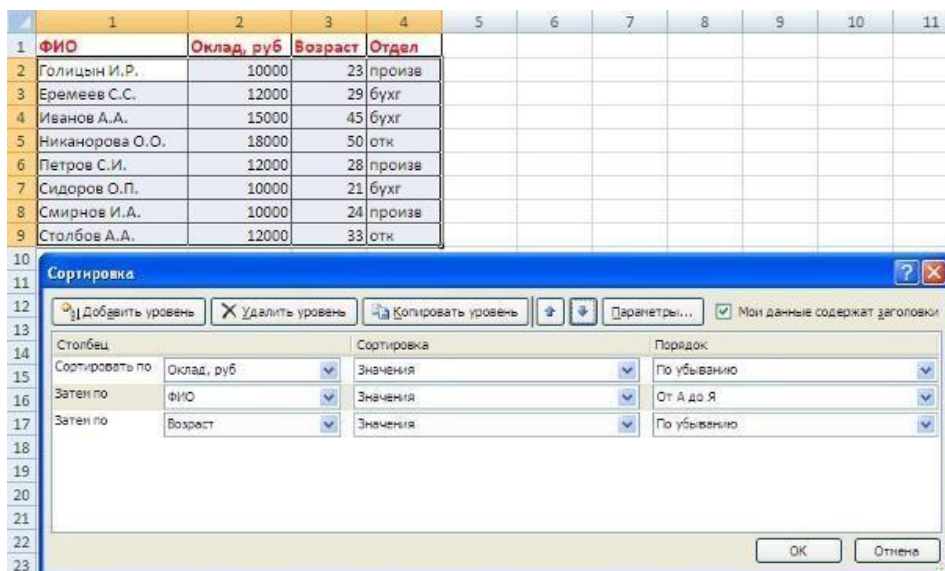 1 2 3 4 5 6 7 8 9 10 11
1 ФИО Оклад, руб Возраст Отдел
2 Голицын И.Р. 10000 23 произв
3 Еремеев С.С. 12000 29 бухг
4 Иванов А.А. 15000 45 бухг
5 Никанорова О.О. 18000 50 отк
6 Петров С.И. 12000 28 произв
7 Сидоров О.П. 10000 21 бухг
8 Смирнов И.А. 10000 24 произв
9 Столбов А.А. 12000 33 отк
10
11
12
13
14
15
16
17
18
19
20
21
22
23
Сортировка
Добавить уровень Удалить уровень Копировать уровень Параметры... Мои данные содержат заголовки
Столбец Сортировка Порядок
Сортировать по Оклад, руб Значения По убыванию
Затем по ФИО Значения От А до Я
Затем по Возраст Значения По убыванию
ОК Отмена